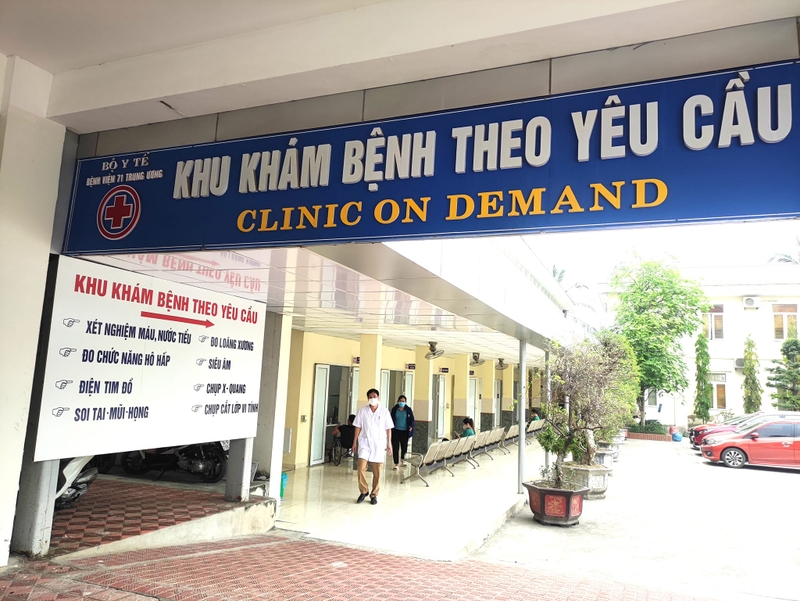 BỘ Y TẾ
BỆNH VIỆN 71 TRUNG ƯƠNG
KHU KHÁM BỆNH THEO YÊU CẦU
CLINIC ON DEMAND
KHU KHÁM BỆNH THEO YÊU CẦU
XÉT NGHIỆM MÁU, NƯỚC TIỂU
ĐO CHỨC NĂNG HÔ HẤP
ĐIỆN TIM ĐỒ
SOI TAI-MŨI-HỌNG
ĐO LOÃNG XƯƠNG
SIÊU ÂM
CHỤP X-QUANG
CHỤP CẮT LỚP VI TÍNH